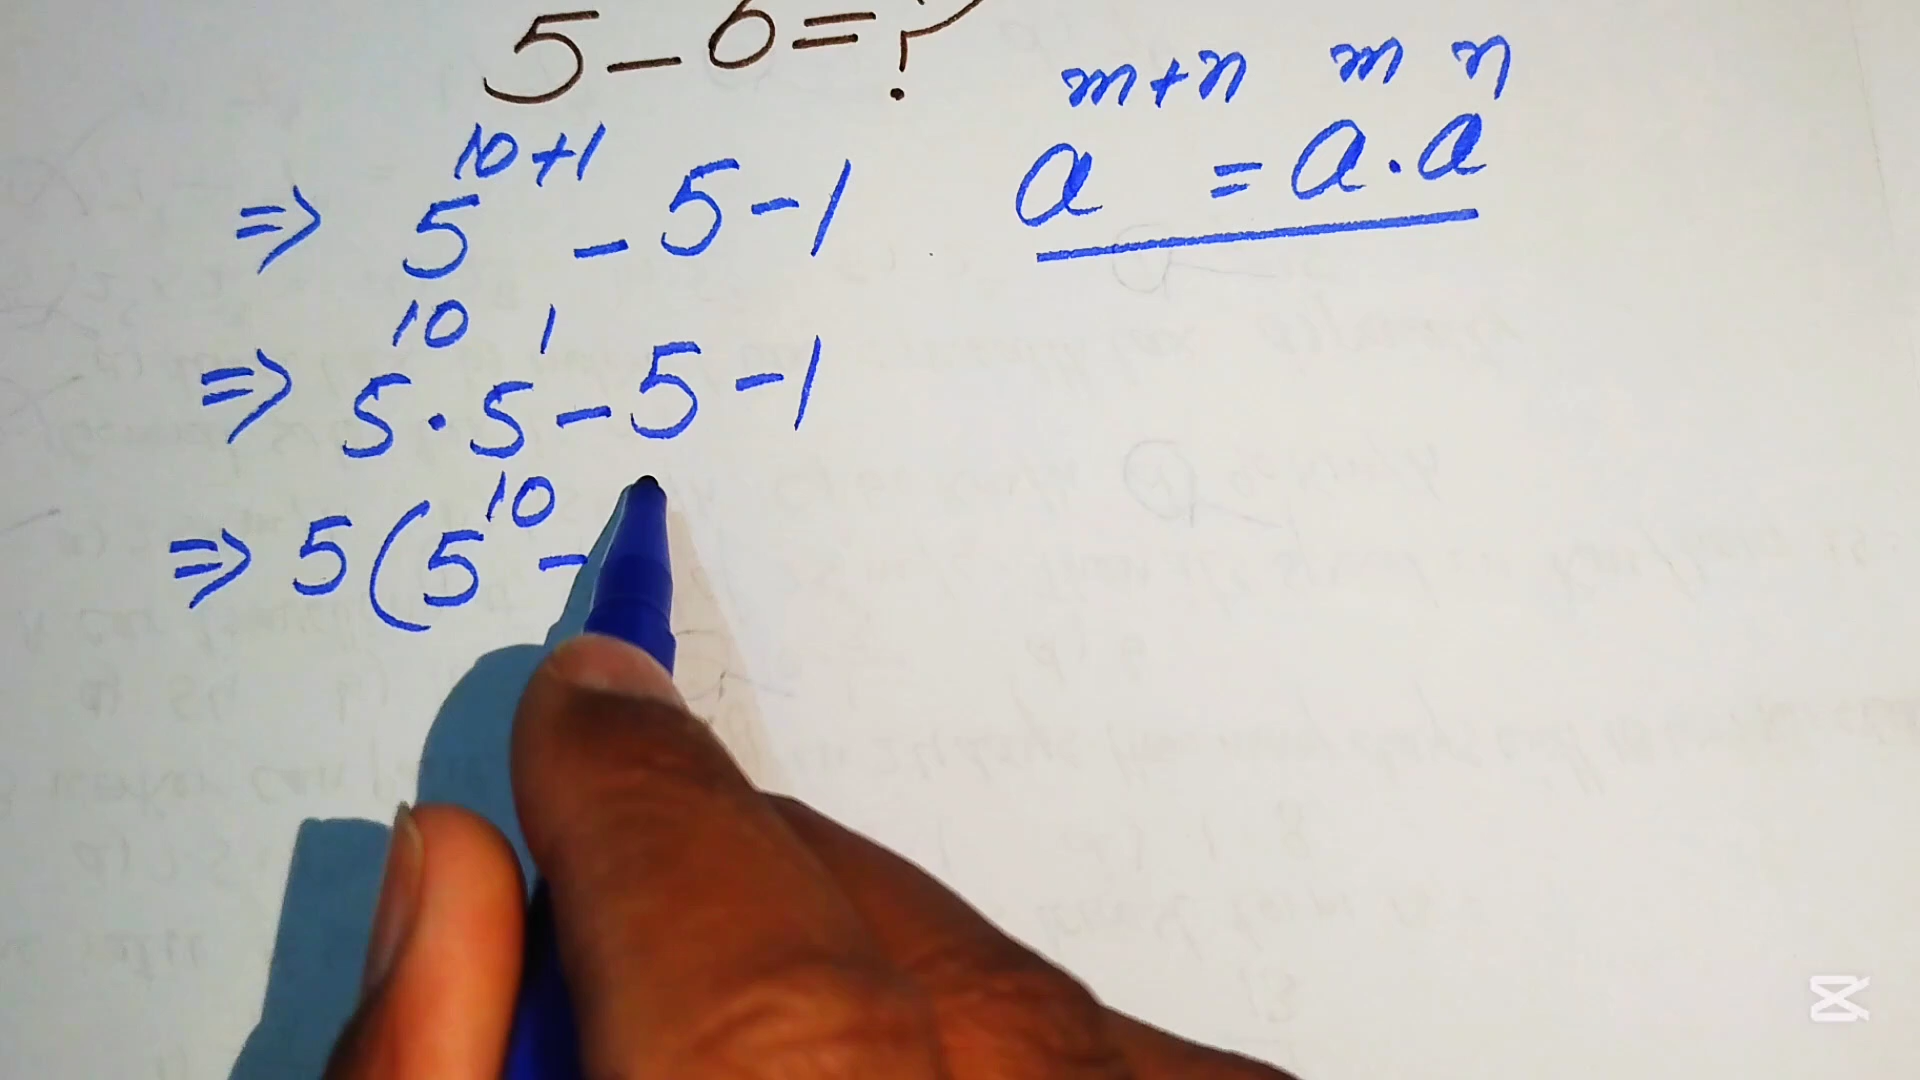 5 - 6 = ?
⇒ 5^{10+1} - 5 - 1
a^{m+n} = a^m . a^n
⇒ 5^{10} · 5^1 - 5 - 1
⇒ 5 ( 5^{10} -